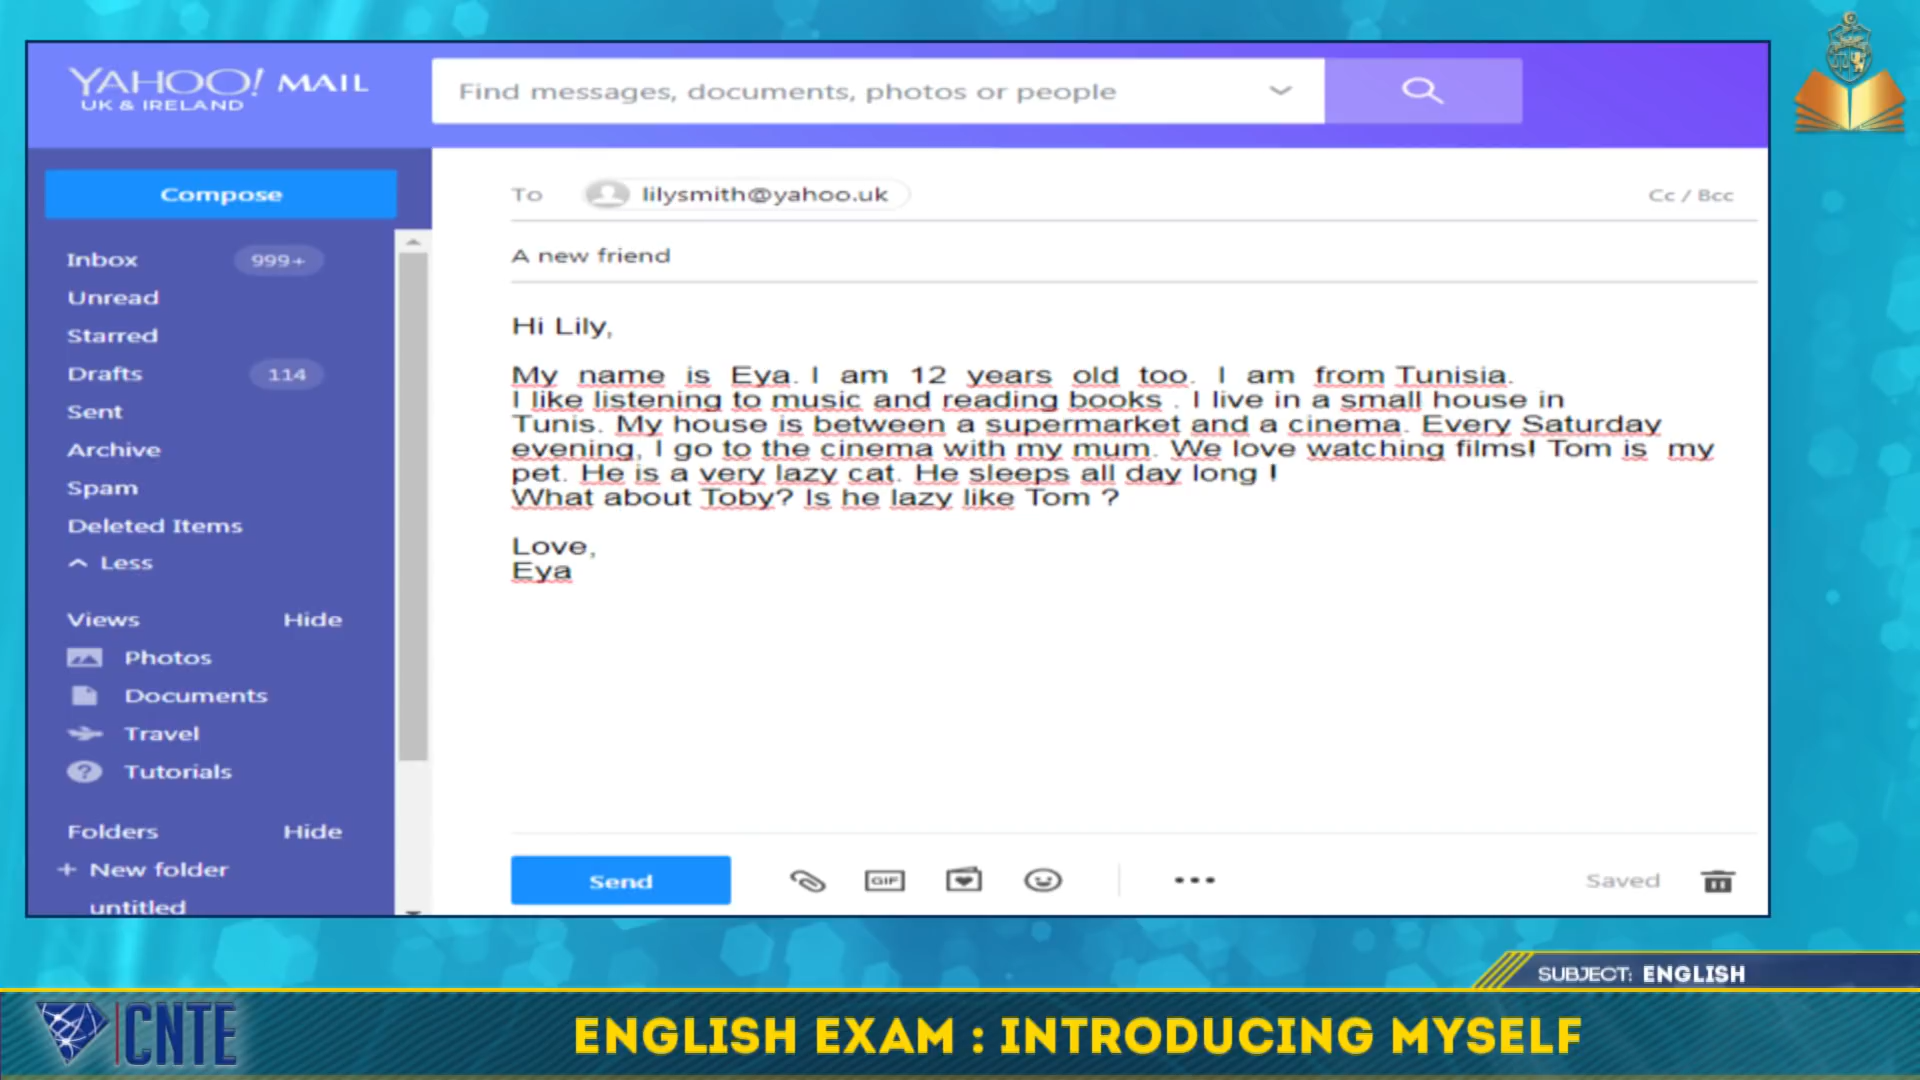 YAHOO! MAIL
UK & IRELAND
Find messages, documents, photos or people
Compose
Inbox 999+
Unread
Starred
Drafts 114
Sent
Archive
Spam
Deleted Items
Less
Views Hide
Photos
Documents
Travel
Tutorials
Folders Hide
+ New folder
untitled
To lilysmith@yahoo.uk Cc / Bcc
A new friend
Hi Lily,
My name is Eya. I am 12 years old too. I am from Tunisia.
I like listening to music and reading books . I live in a small house in
Tunis. My house is between a supermarket and a cinema. Every Saturday
evening, I go to the cinema with my mum. We love watching films! Tom is my
pet. He is a very lazy cat. He sleeps all day long !
What about Toby? Is he lazy like Tom ?
Love,
Eya
Send GIF Saved
SUBJECT: ENGLISH
CNTE
ENGLISH EXAM : INTRODUCING MYSELF